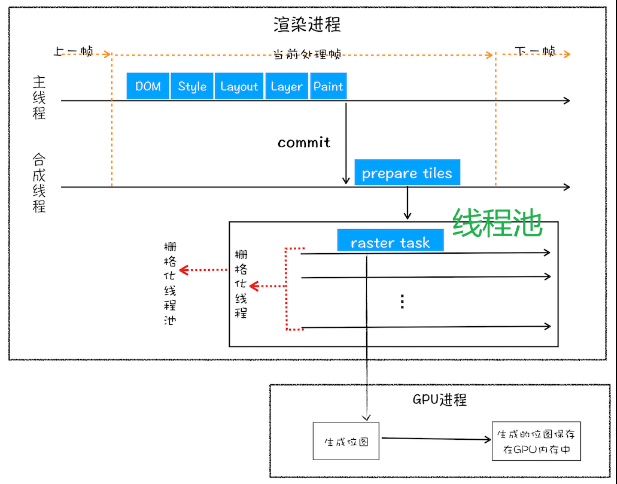 渲染进程
上一帧
当前处理帧
下一帧
主线程
DOM
Style
Layout
Layer
Paint
commit
合成线程
prepare tiles
线程池
raster task
栅格化线程池
栅格化线程
...
GPU进程
生成位图
生成的位图保存
在GPU内存中